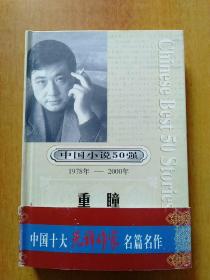 Chinese Best 50 Stories
中国小说50强
1978年 — 2000年
重瞳
中国十大先锋作家名篇名作